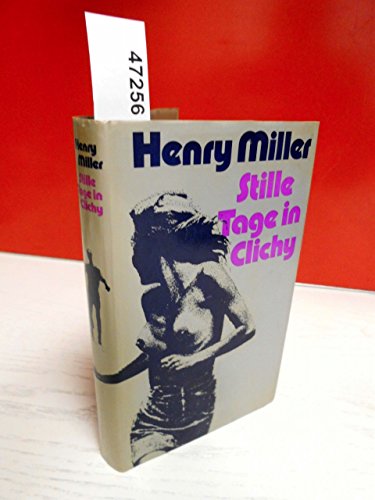 47256
Henry
Miller
Stille
Tage in
Clichy
Henry Miller
Stille
Tage in
Clichy